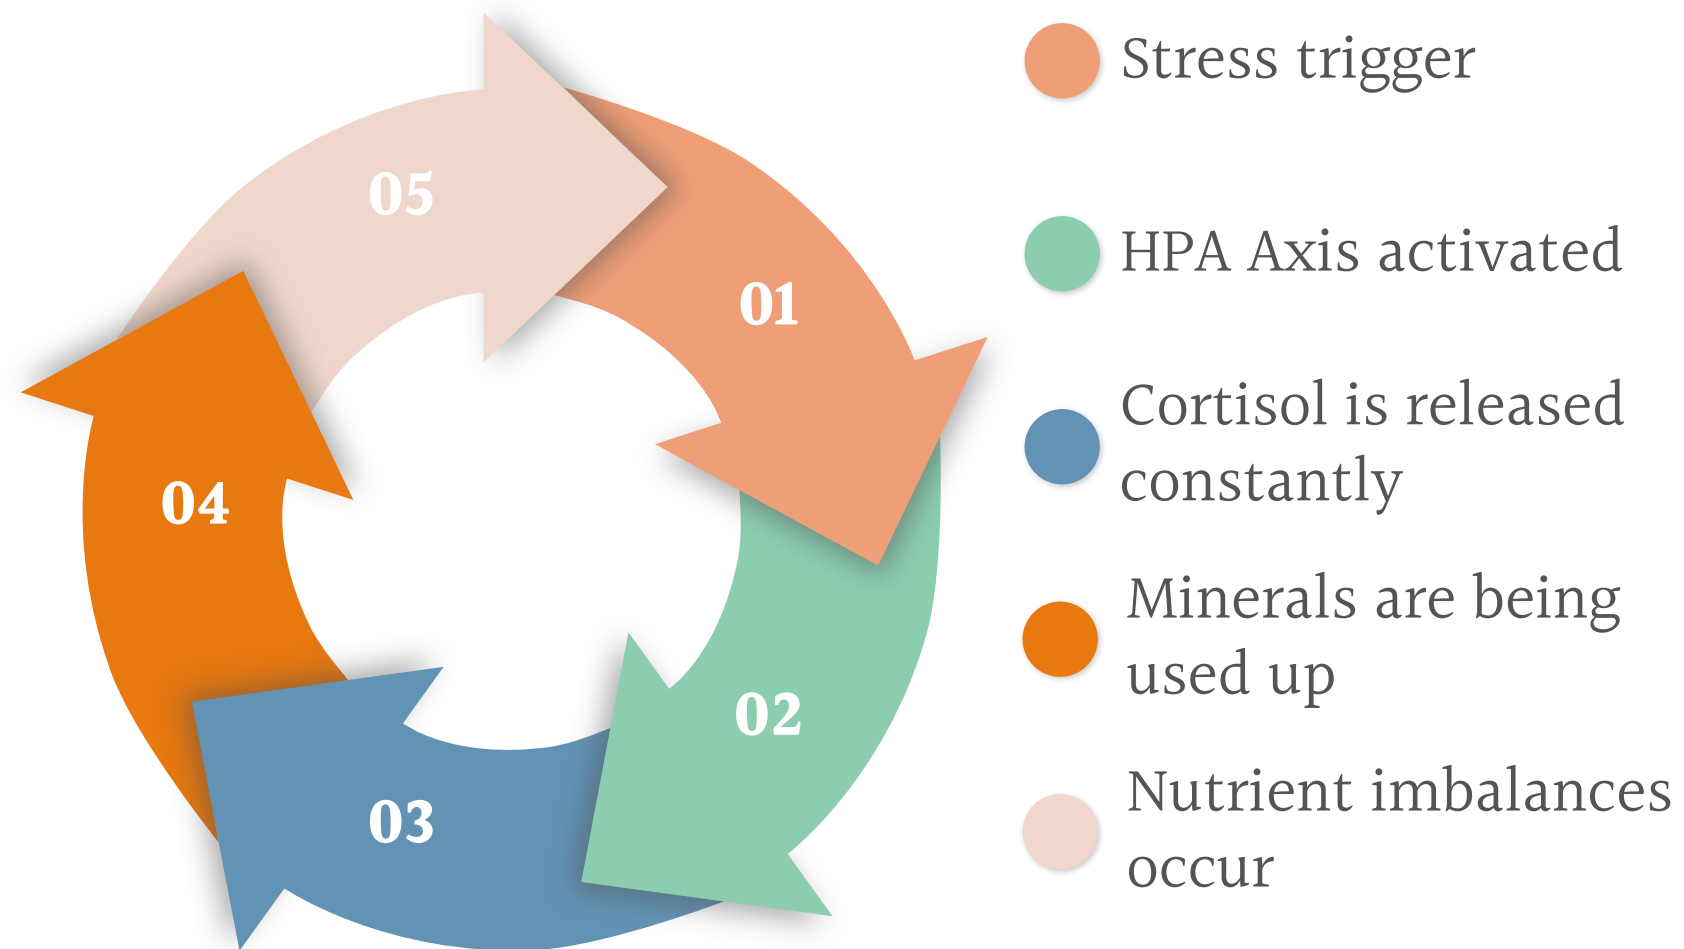 05
01
04
02
03
Stress trigger
HPA Axis activated
Cortisol is released
constantly
Minerals are being
used up
Nutrient imbalances
occur